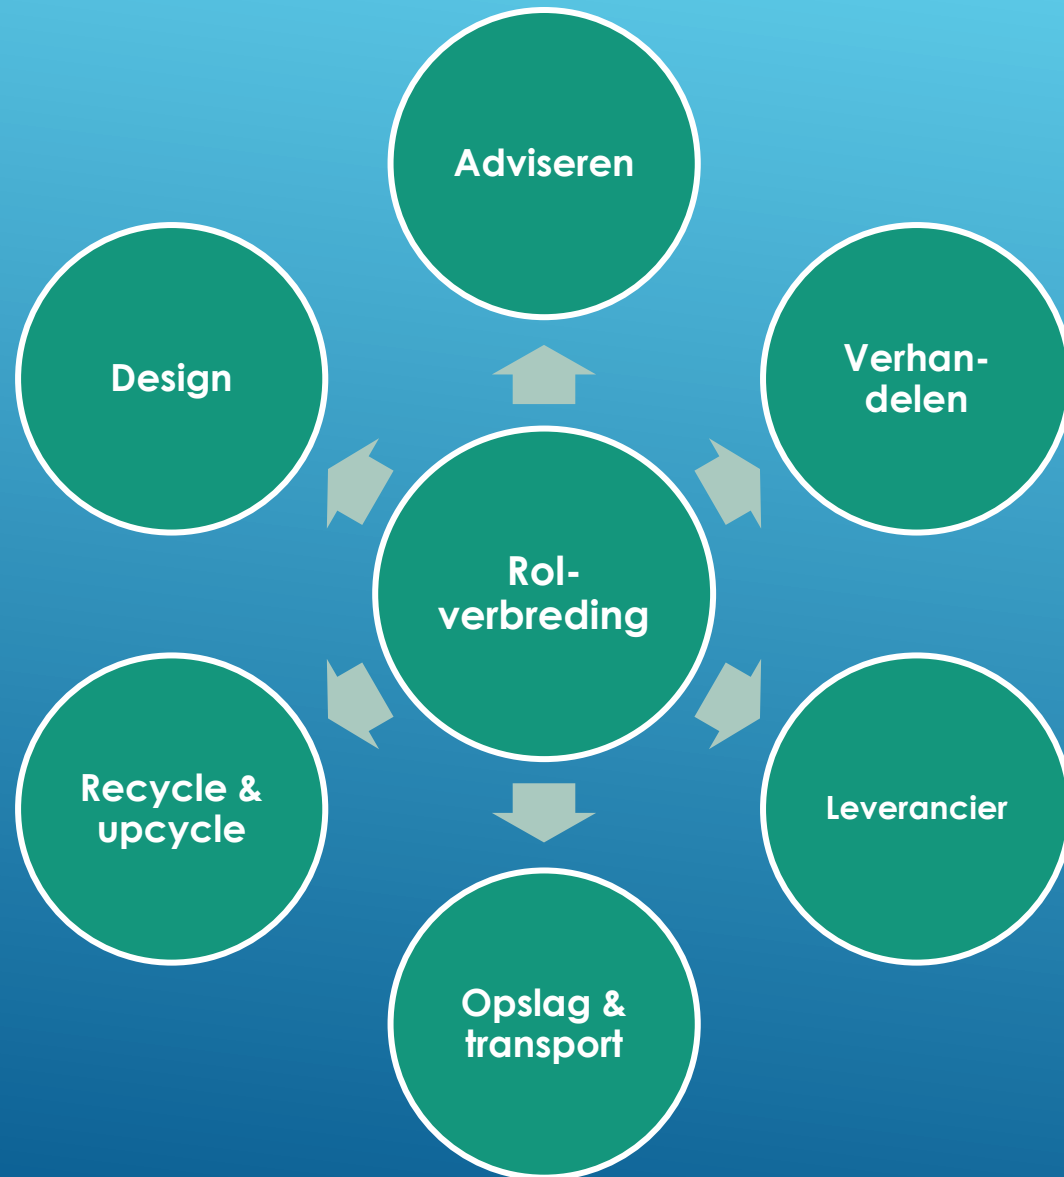 Adviseren
Design
Verhan-
delen
Rol-
verbreding
Recycle &
upcycle
Leverancier
Opslag &
transport